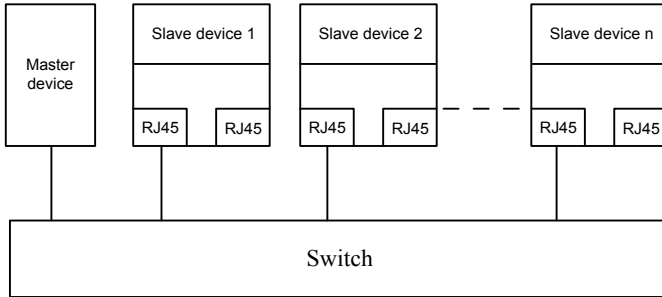 Master
device
Slave device 1
Slave device 2
Slave device n
RJ45
RJ45
RJ45
RJ45
RJ45
RJ45
Switch